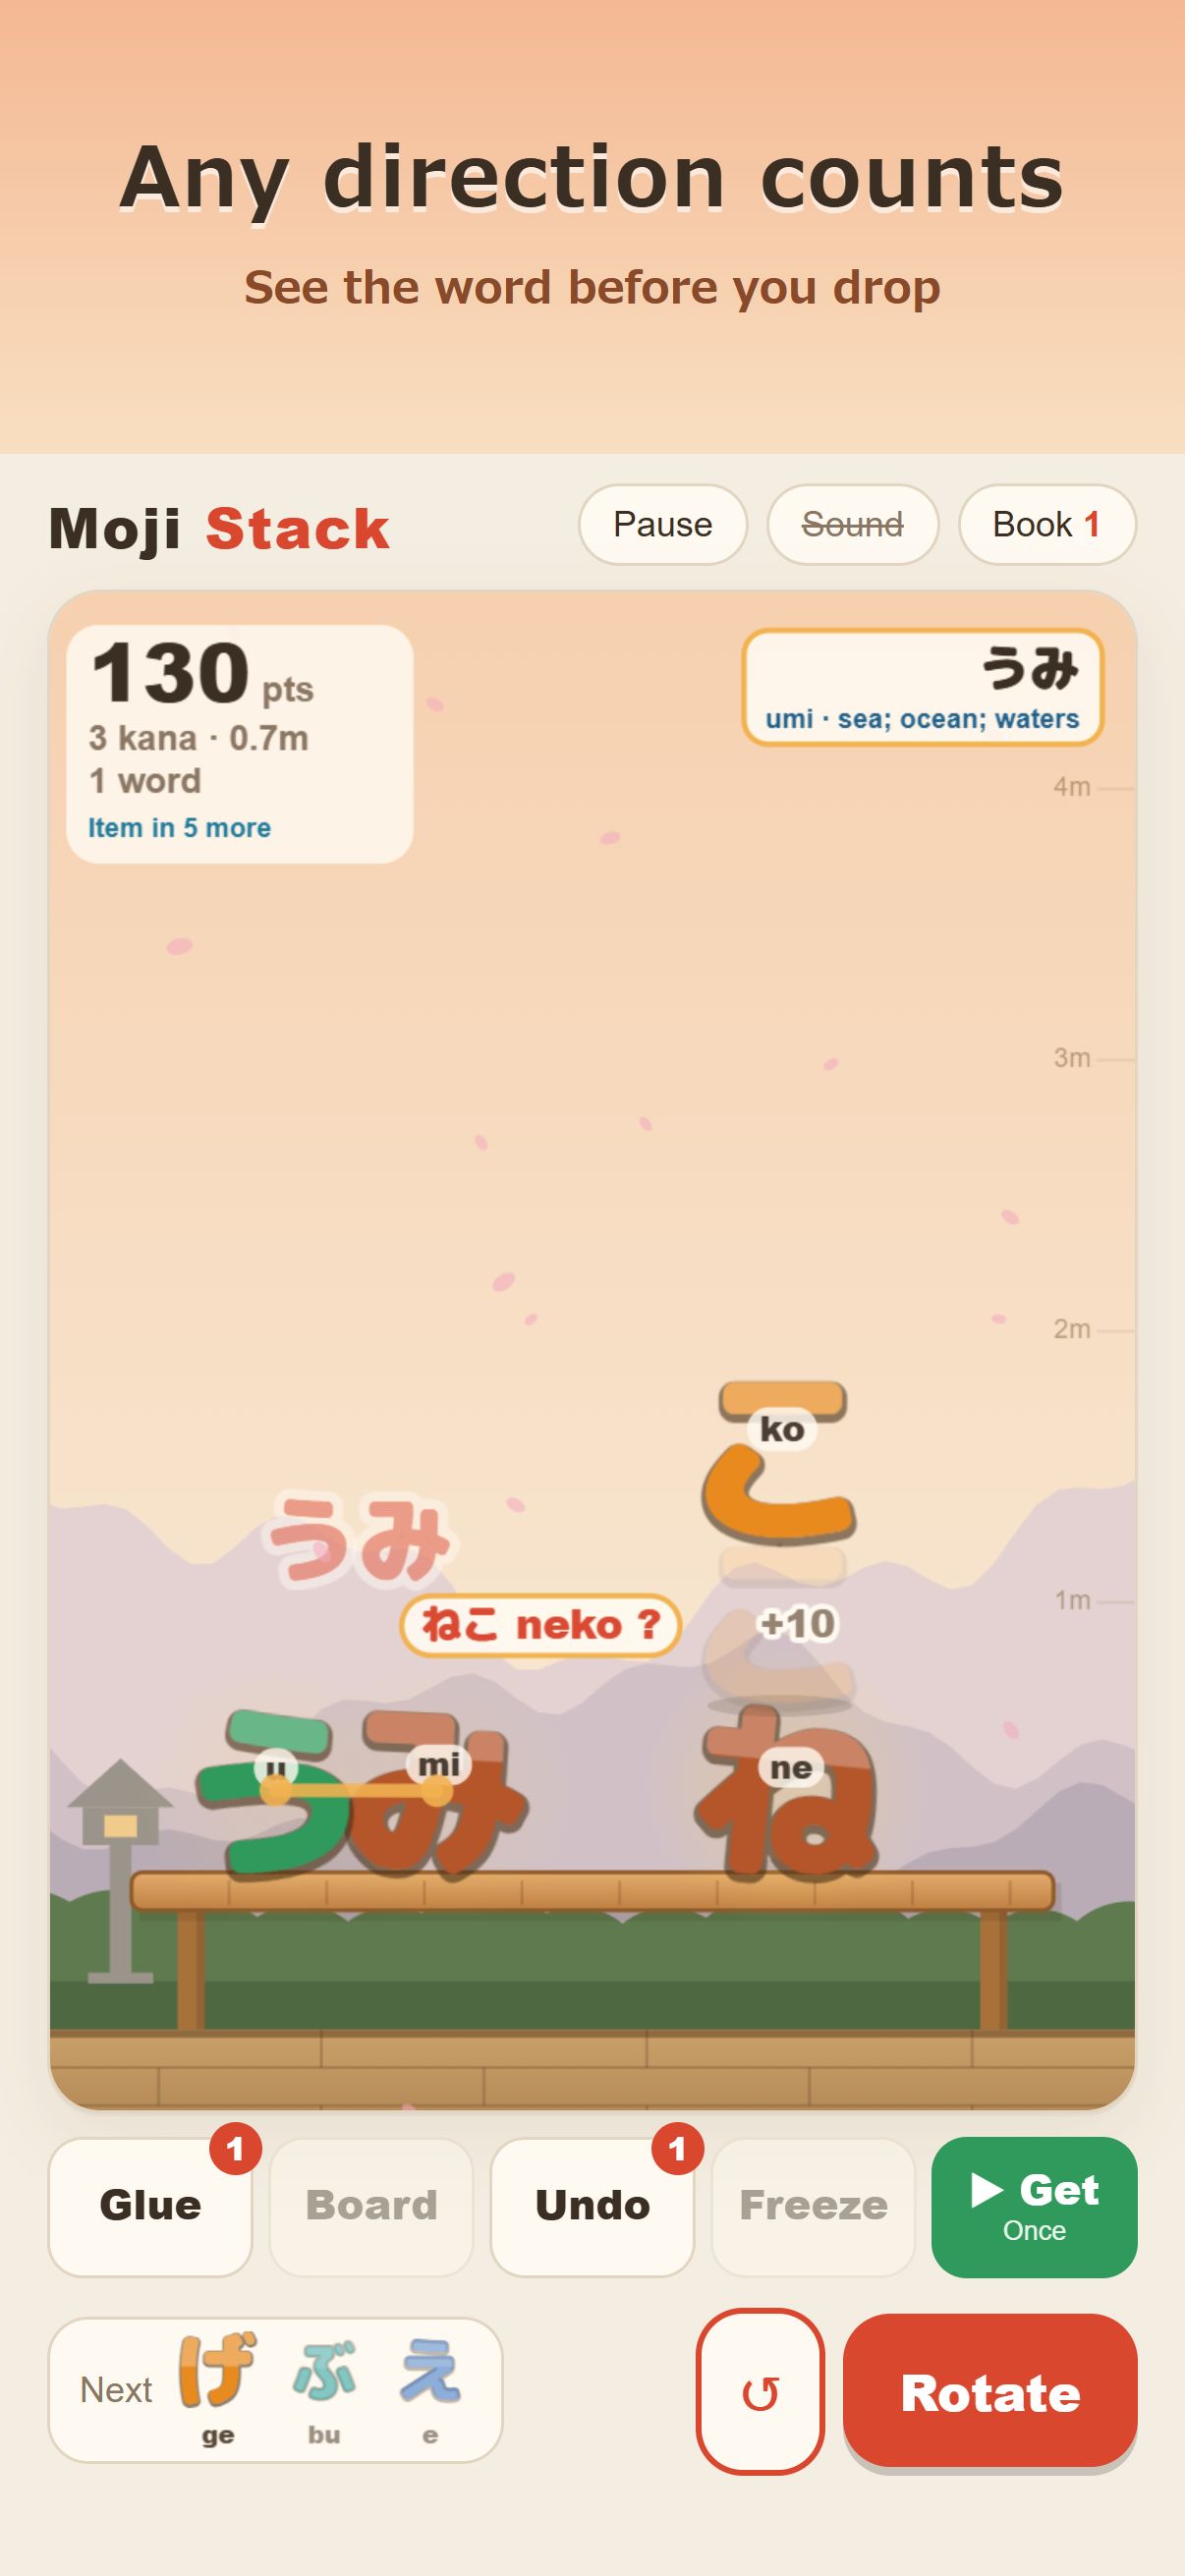 Any direction counts
See the word before you drop
Moji Stack
Pause
Sound
Book 1
130 pts
3 kana · 0.7m
1 word
Item in 5 more
うみ
umi · sea; ocean; waters
4m
3m
2m
こ
ko
うみ
ねこ neko ?
+10
1m
う
u
み
mi
ね
ne
Glue
1
Board
Undo
1
Freeze
▶ Get
Once
Next
げ
ge
ぶ
bu
え
e
↺
Rotate